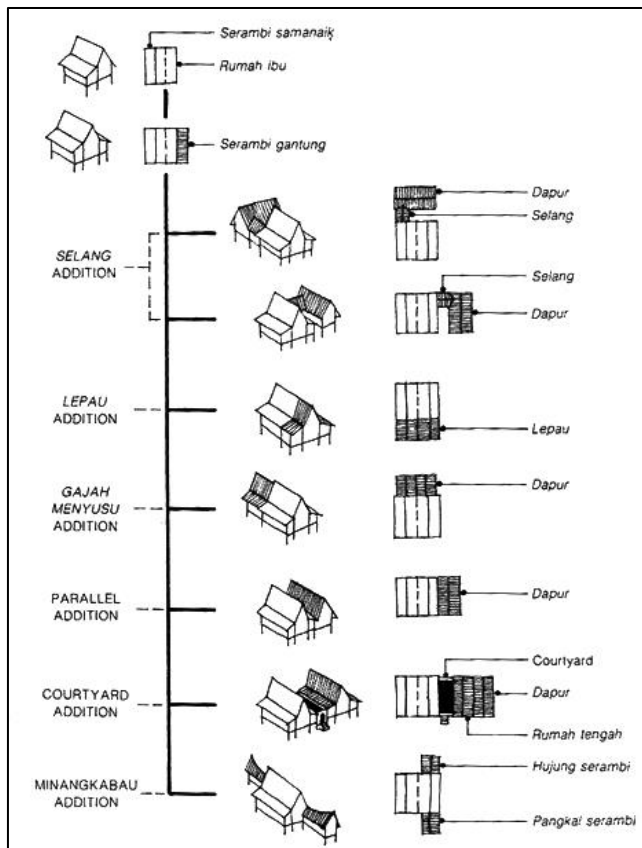 Serambi samanaik
Rumah ibu
Serambi gantung
Dapur
Selang
SELANG
ADDITION
Selang
Dapur
LEPAU
ADDITION
Lepau
GAJAH
MENYUSU
ADDITION
Dapur
PARALLEL
ADDITION
Dapur
Courtyard
COURTYARD
ADDITION
Dapur
Rumah tengah
MINANGKABAU
ADDITION
Hujung serambi
Pangkal serambi